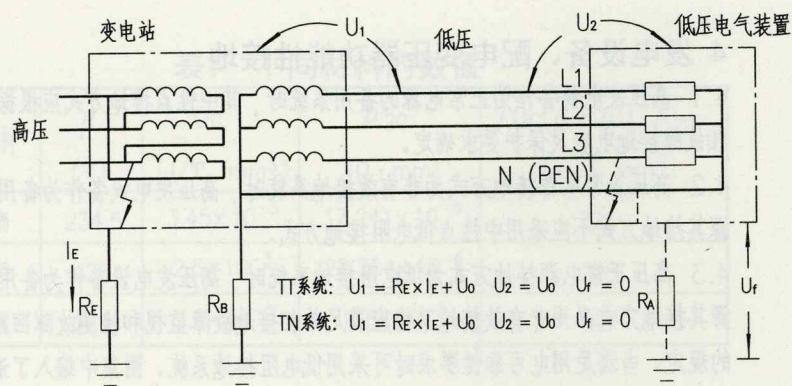 变电站
U1
低压
U2
低压电气装置
L1
L2
高压
L3
N (PEN)
IE
RE
RB
TT系统: U1 = RE×IE+U0 U2 = U0 Uf = 0
TN系统: U1 = RE×IE+U0 U2 = U0 Uf = 0
RA
Uf